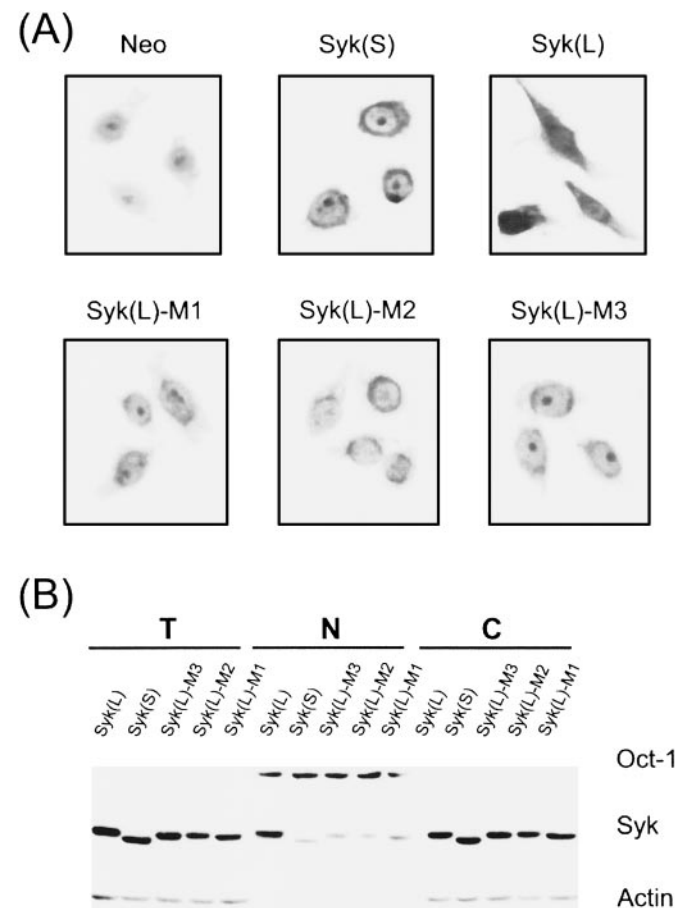 (A)
Neo Syk(S) Syk(L)
Syk(L)-M1 Syk(L)-M2 Syk(L)-M3
(B)
T N C
Syk(L) Syk(S) Syk(L)-M3 Syk(L)-M2 Syk(L)-M1 Syk(L) Syk(S) Syk(L)-M3 Syk(L)-M2 Syk(L)-M1 Syk(L) Syk(S) Syk(L)-M3 Syk(L)-M2 Syk(L)-M1
Oct-1
Syk
Actin